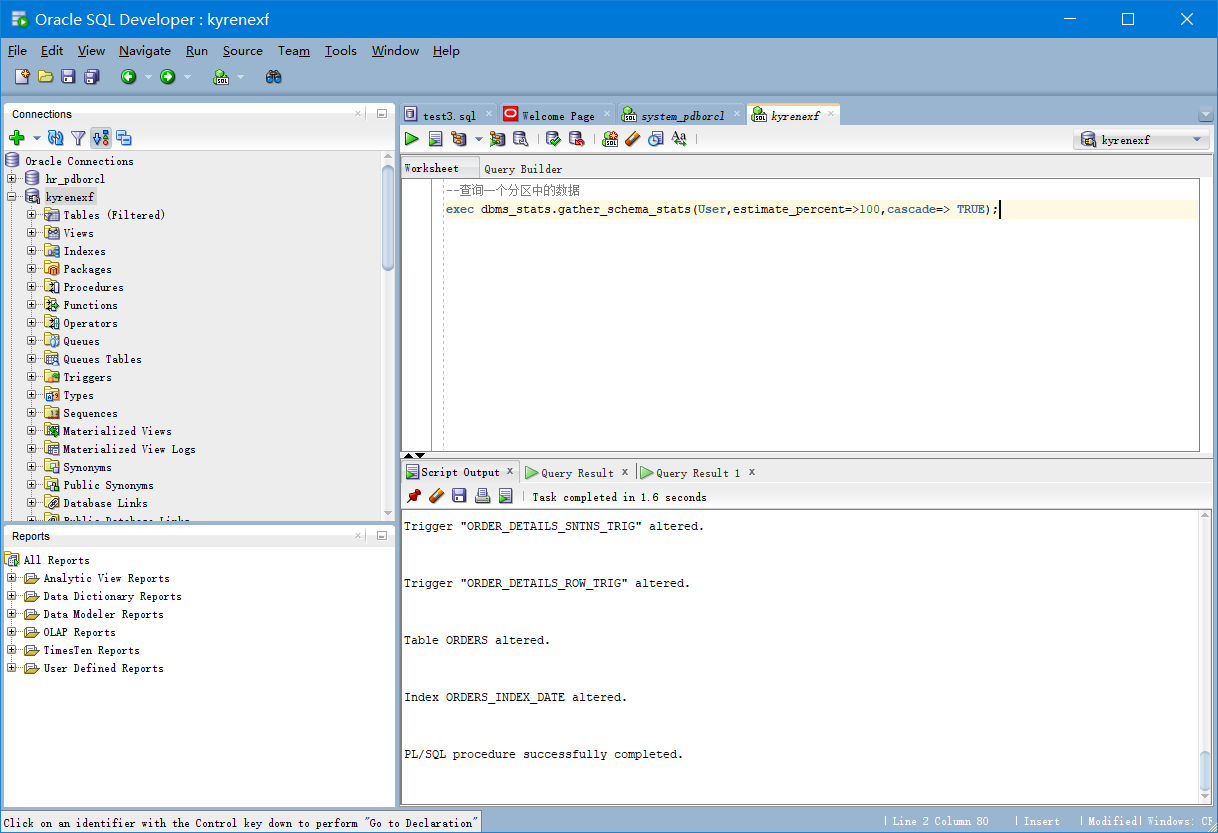 Oracle SQL Developer : kyrenexf
File Edit View Navigate Run Source Team Tools Window Help
Connections
Oracle Connections
hr_pdborcl
kyrenexf
Tables (Filtered)
Views
Indexes
Packages
Procedures
Functions
Operators
Queues
Queues Tables
Triggers
Types
Sequences
Materialized Views
Materialized View Logs
Synonyms
Public Synonyms
Database Links
Public Database Links
Reports
All Reports
Analytic View Reports
Data Dictionary Reports
Data Modeler Reports
OLAP Reports
TimesTen Reports
User Defined Reports
test3.sql Welcome Page system_pdborcl kyrenexf
kyrenexf
Worksheet Query Builder
--查询一个分区中的数据
exec dbms_stats.gather_schema_stats(User,estimate_percent=>100,cascade=> TRUE);
Script Output Query Result Query Result 1
Task completed in 1.6 seconds
Trigger "ORDER_DETAILS_SNTNS_TRIG" altered.
Trigger "ORDER_DETAILS_ROW_TRIG" altered.
Table ORDERS altered.
Index ORDERS_INDEX_DATE altered.
PL/SQL procedure successfully completed.
Click on an identifier with the Control key down to perform "Go to Declaration"
Line 2 Column 80 Insert Modified Windows: CF